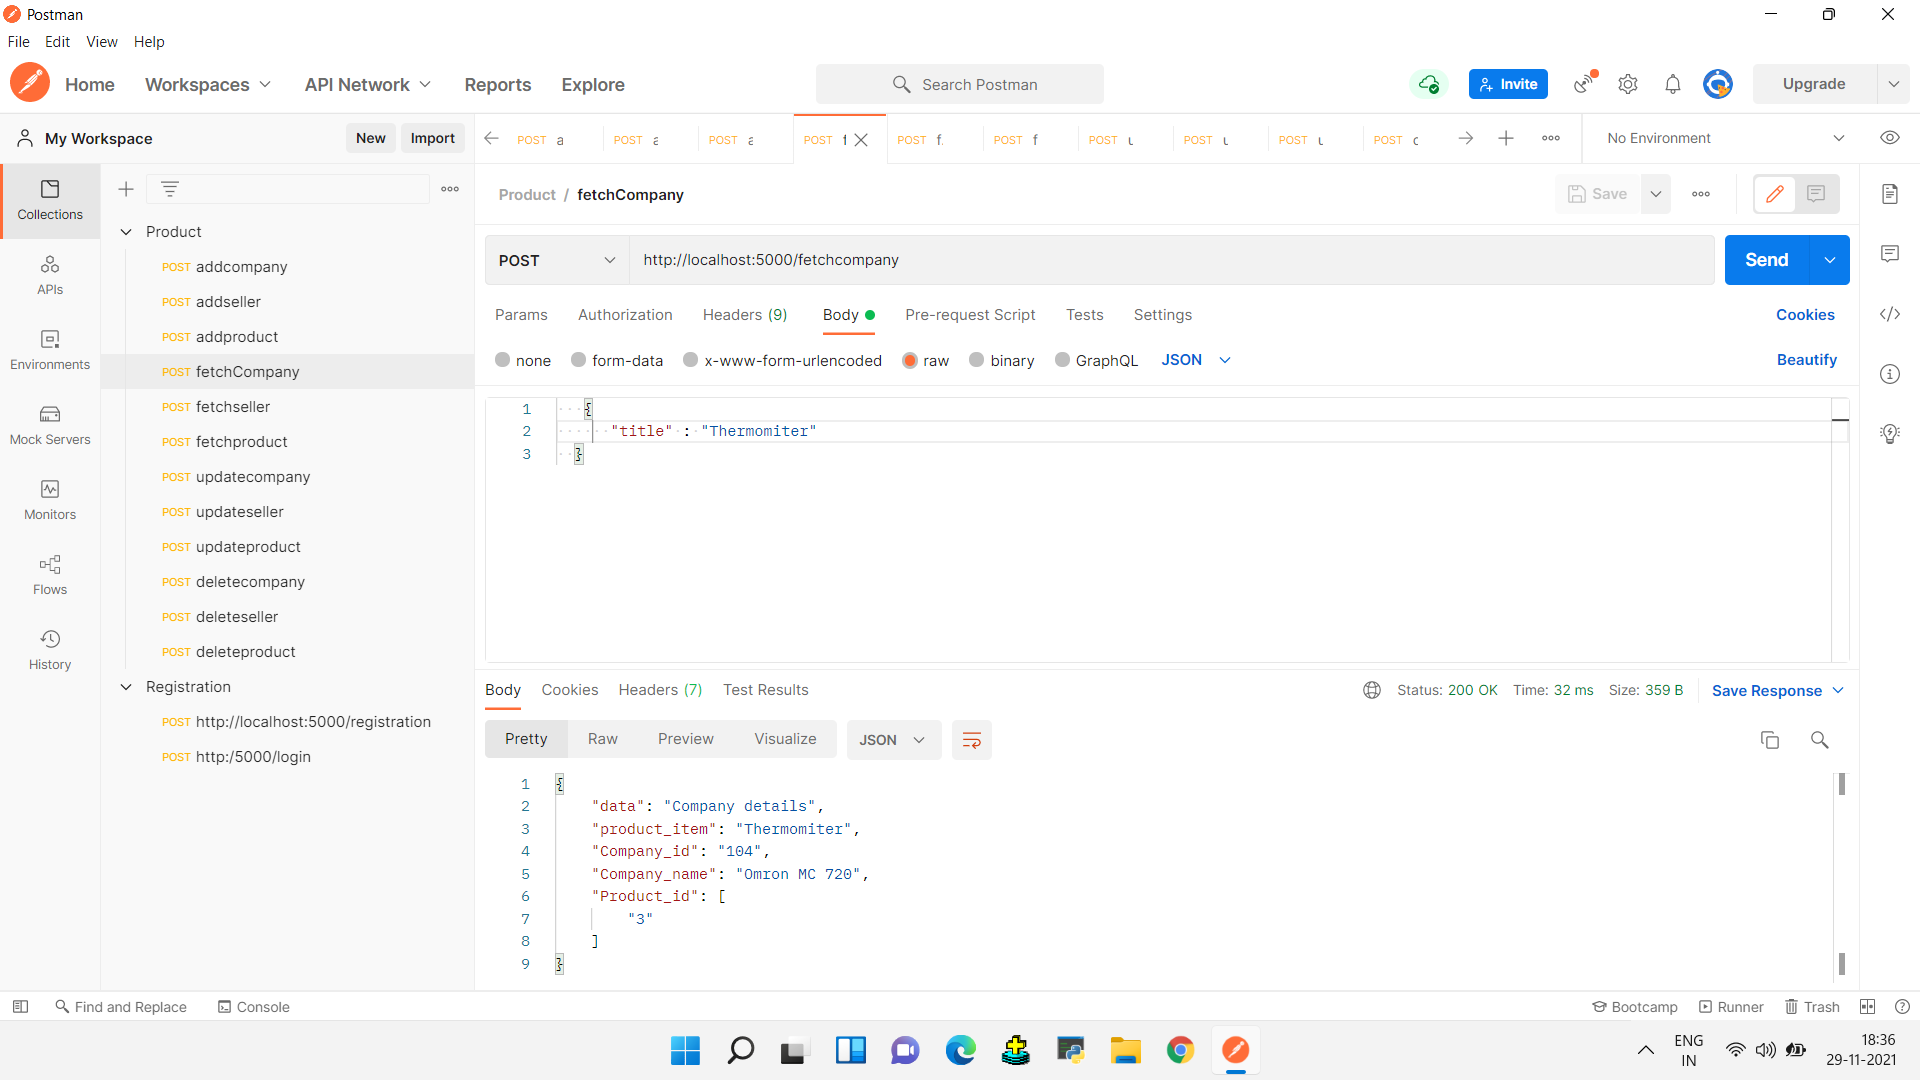 Postman
File Edit View Help
Home Workspaces API Network Reports Explore Search Postman Invite Upgrade
My Workspace New Import POST a POST a POST a POST f POST f. POST f POST POST POST POST c No Environment
Collections
APIs
Environments
Mock Servers
Monitors
Flows
History
Product
POST addcompany
POST addseller
POST addproduct
POST fetchCompany
POST fetchseller
POST fetchproduct
POST updatecompany
POST updateseller
POST updateproduct
POST deletecompany
POST deleteseller
POST deleteproduct
Registration
POST http://localhost:5000/registration
POST http:/5000/login
Product / fetchCompany Save
POST http://localhost:5000/fetchcompany Send
Params Authorization Headers (9) Body Pre-request Script Tests Settings Cookies
none form-data x-www-form-urlencoded raw binary GraphQL JSON Beautify
1 {
2 "title" : "Thermomiter"
3 }
Body Cookies Headers (7) Test Results Status: 200 OK Time: 32 ms Size: 359 B Save Response
Pretty Raw Preview Visualize JSON
1 {
2 "data": "Company details",
3 "product_item": "Thermomiter",
4 "Company_id": "104",
5 "Company_name": "Omron MC 720",
6 "Product_id": [
7 "3"
8 ]
9 }
Find and Replace Console Bootcamp Runner Trash
ENG
IN
18:36
29-11-2021